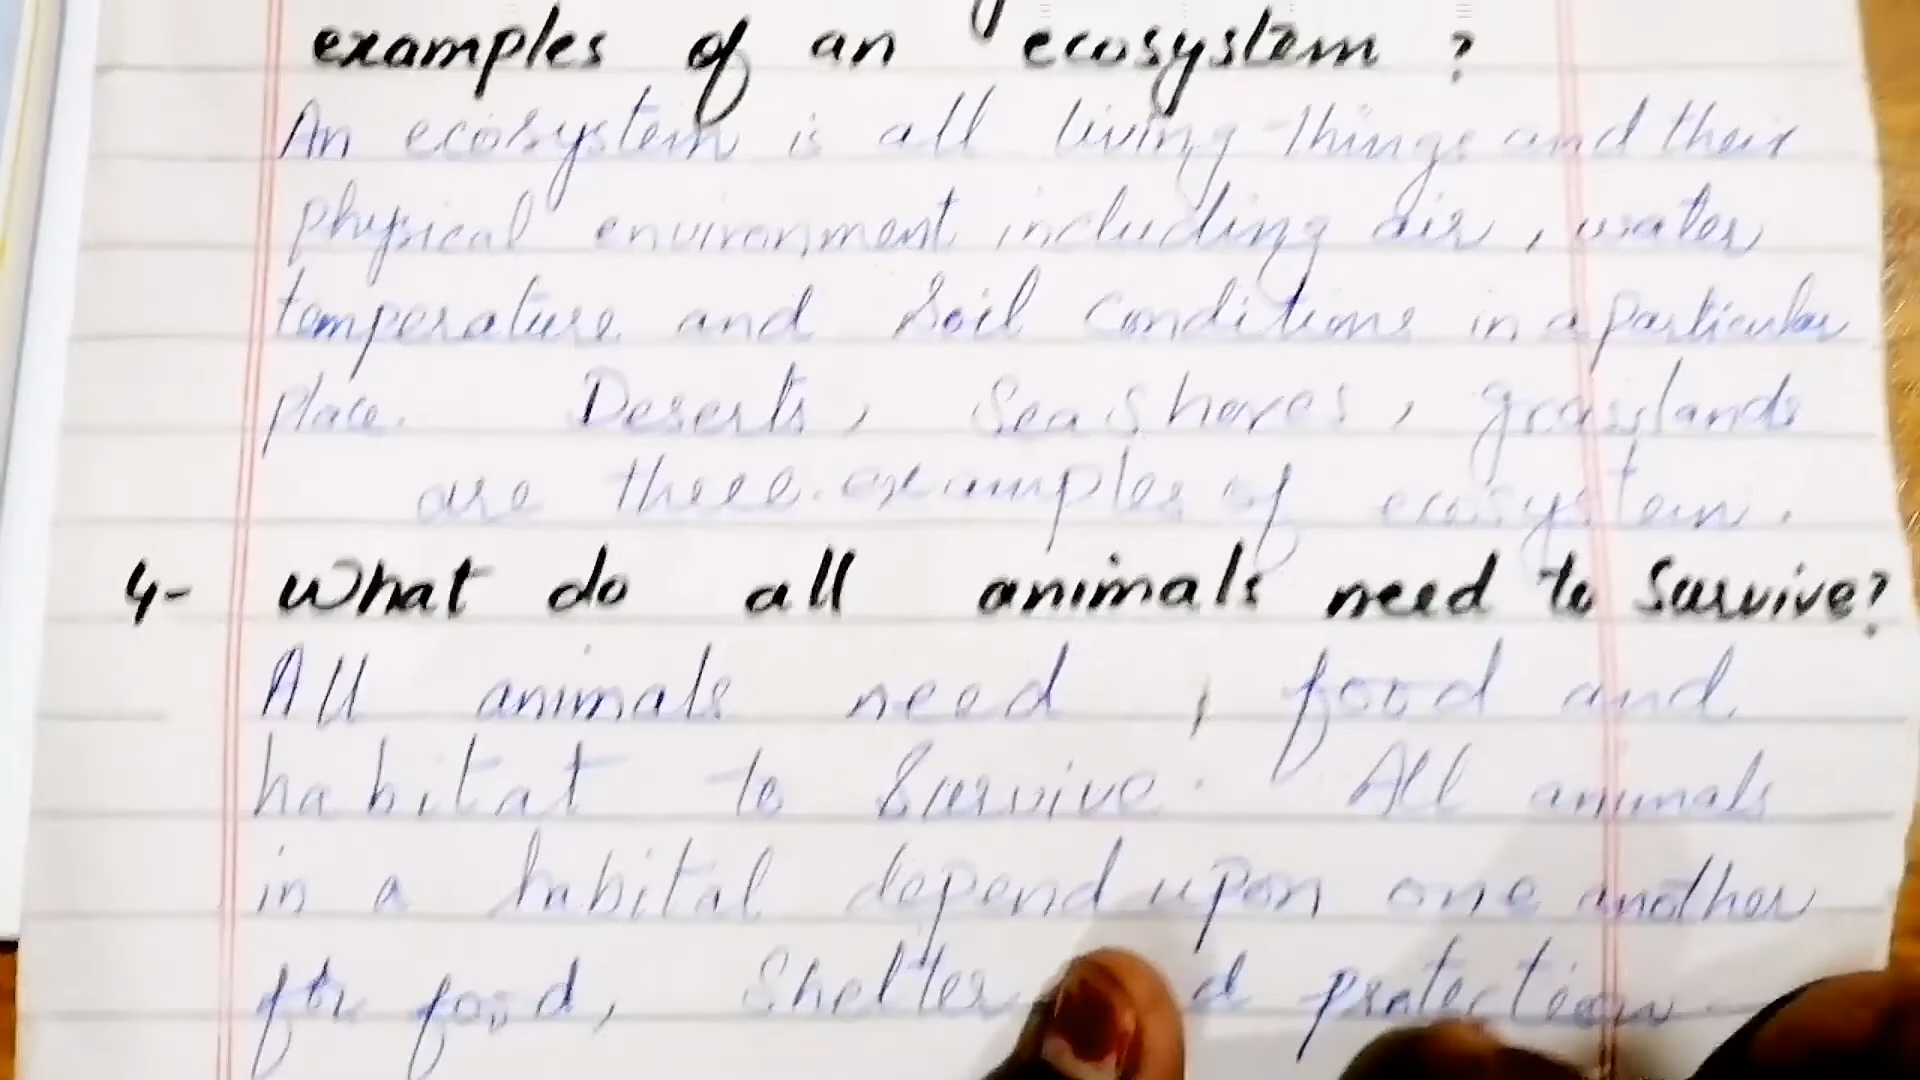 examples of an ecosystem ?
An ecosystem is all living things and their
physical environment including air, water
temperature and soil conditions in a particular
place. Deserts, Sea Shores, grasslands
are three examples of ecosystem.
4- What do all animals need to Survive?
All animals need , food and
habitat to Survive. All animals
in a habital depend upon one another
for food, Shelter d protection